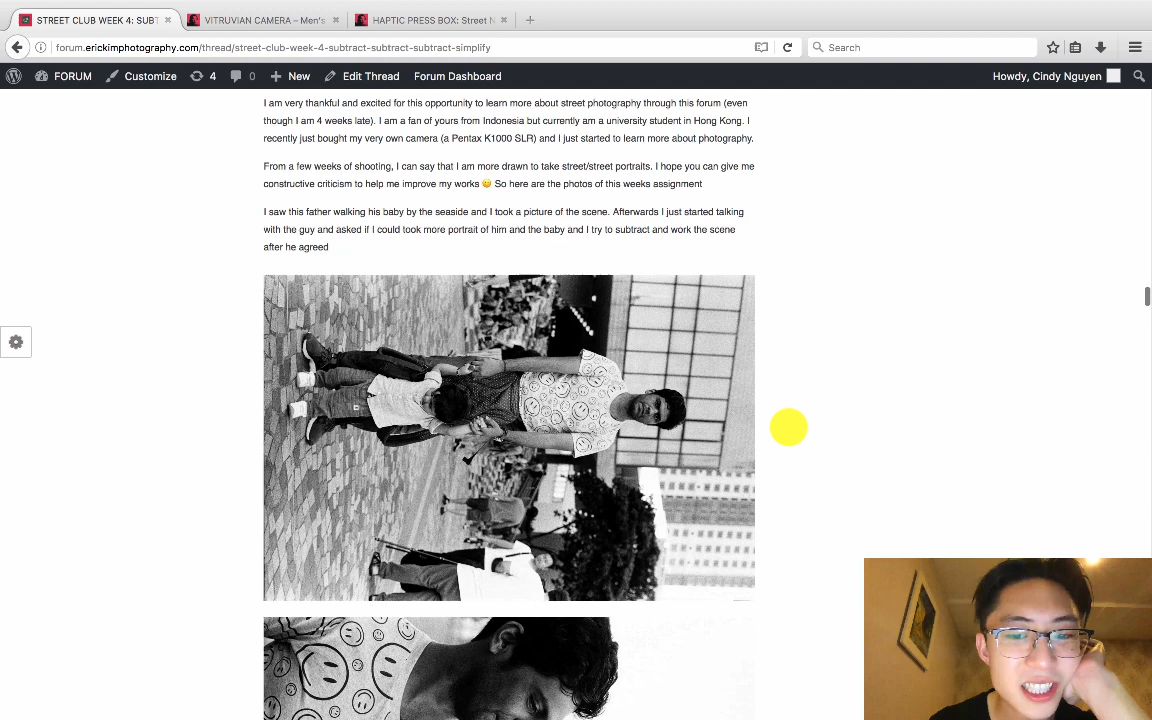 STREET CLUB WEEK 4: SUBT
VITRUVIAN CAMERA – Men's
HAPTIC PRESS BOX: Street N
forum.erickimphotography.com/thread/street-club-week-4-subtract-subtract-subtract-simplify
Search
FORUM
Customize
4
0
New
Edit Thread
Forum Dashboard
Howdy, Cindy Nguyen
I am very thankful and excited for this opportunity to learn more about street photography through this forum (even
though I am 4 weeks late). I am a fan of yours from Indonesia but currently am a university student in Hong Kong. I
recently just bought my very own camera (a Pentax K1000 SLR) and I just started to learn more about photography.
From a few weeks of shooting, I can say that I am more drawn to take street/street portraits. I hope you can give me
constructive criticism to help me improve my works 😊 So here are the photos of this weeks assignment
I saw this father walking his baby by the seaside and I took a picture of the scene. Afterwards I just started talking
with the guy and asked if I could took more portrait of him and the baby and I try to subtract and work the scene
after he agreed